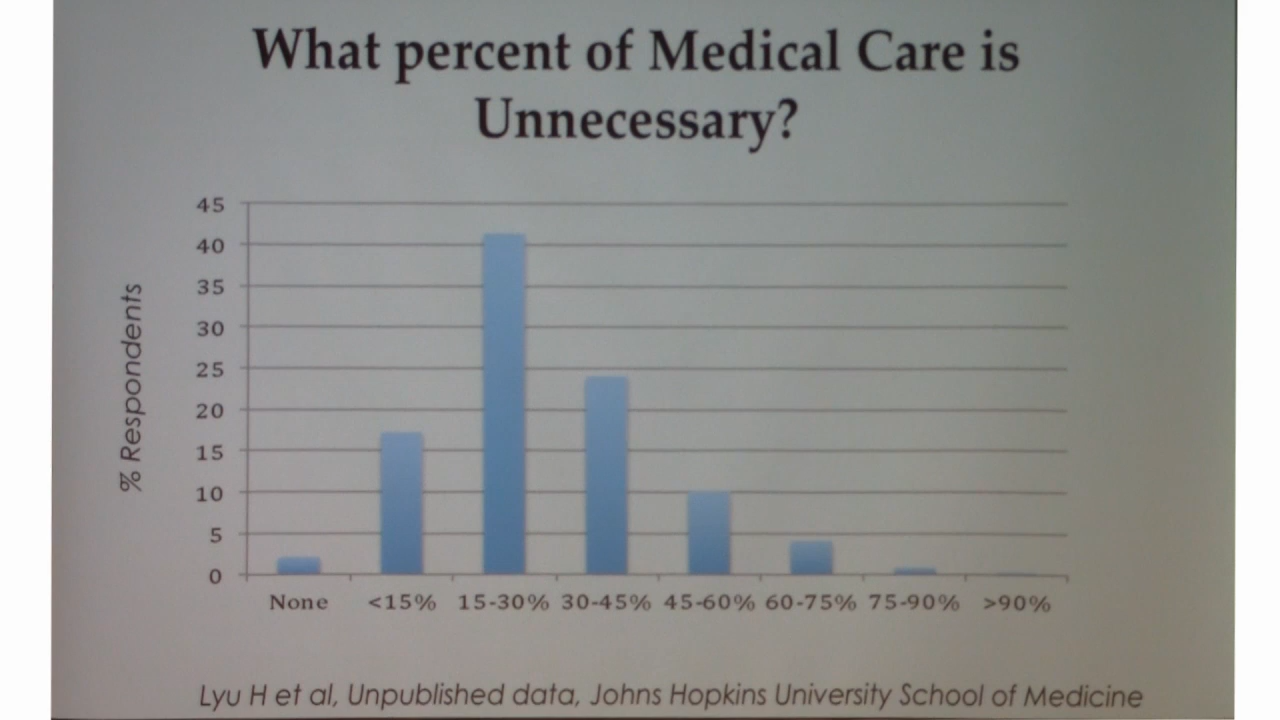 What percent of Medical Care is
Unnecessary?
45
40
35
30
25
20
15
10
5
0
% Respondents
None <15% 15-30% 30-45% 45-60% 60-75% 75-90% >90%
Lyu H et al, Unpublished data, Johns Hopkins University School of Medicine